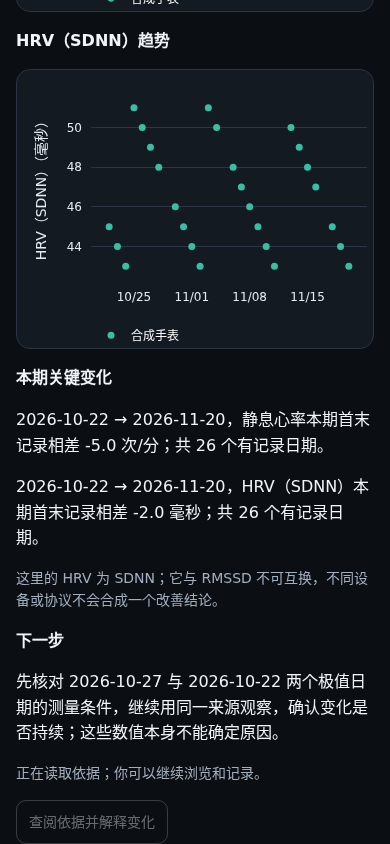 合成手表
HRV（SDNN）趋势
HRV（SDNN）（毫秒）
50
48
46
44
10/25 11/01 11/08 11/15
合成手表
本期关键变化
2026-10-22 → 2026-11-20，静息心率本期首末
记录相差 -5.0 次/分；共 26 个有记录日期。
2026-10-22 → 2026-11-20，HRV（SDNN）本
期首末记录相差 -2.0 毫秒；共 26 个有记录日
期。
这里的 HRV 为 SDNN；它与 RMSSD 不可互换，不同设
备或协议不会合成一个改善结论。
下一步
先核对 2026-10-27 与 2026-10-22 两个极值日
期的测量条件，继续用同一来源观察，确认变化是
否持续；这些数值本身不能确定原因。
正在读取依据；你可以继续浏览和记录。
查阅依据并解释变化